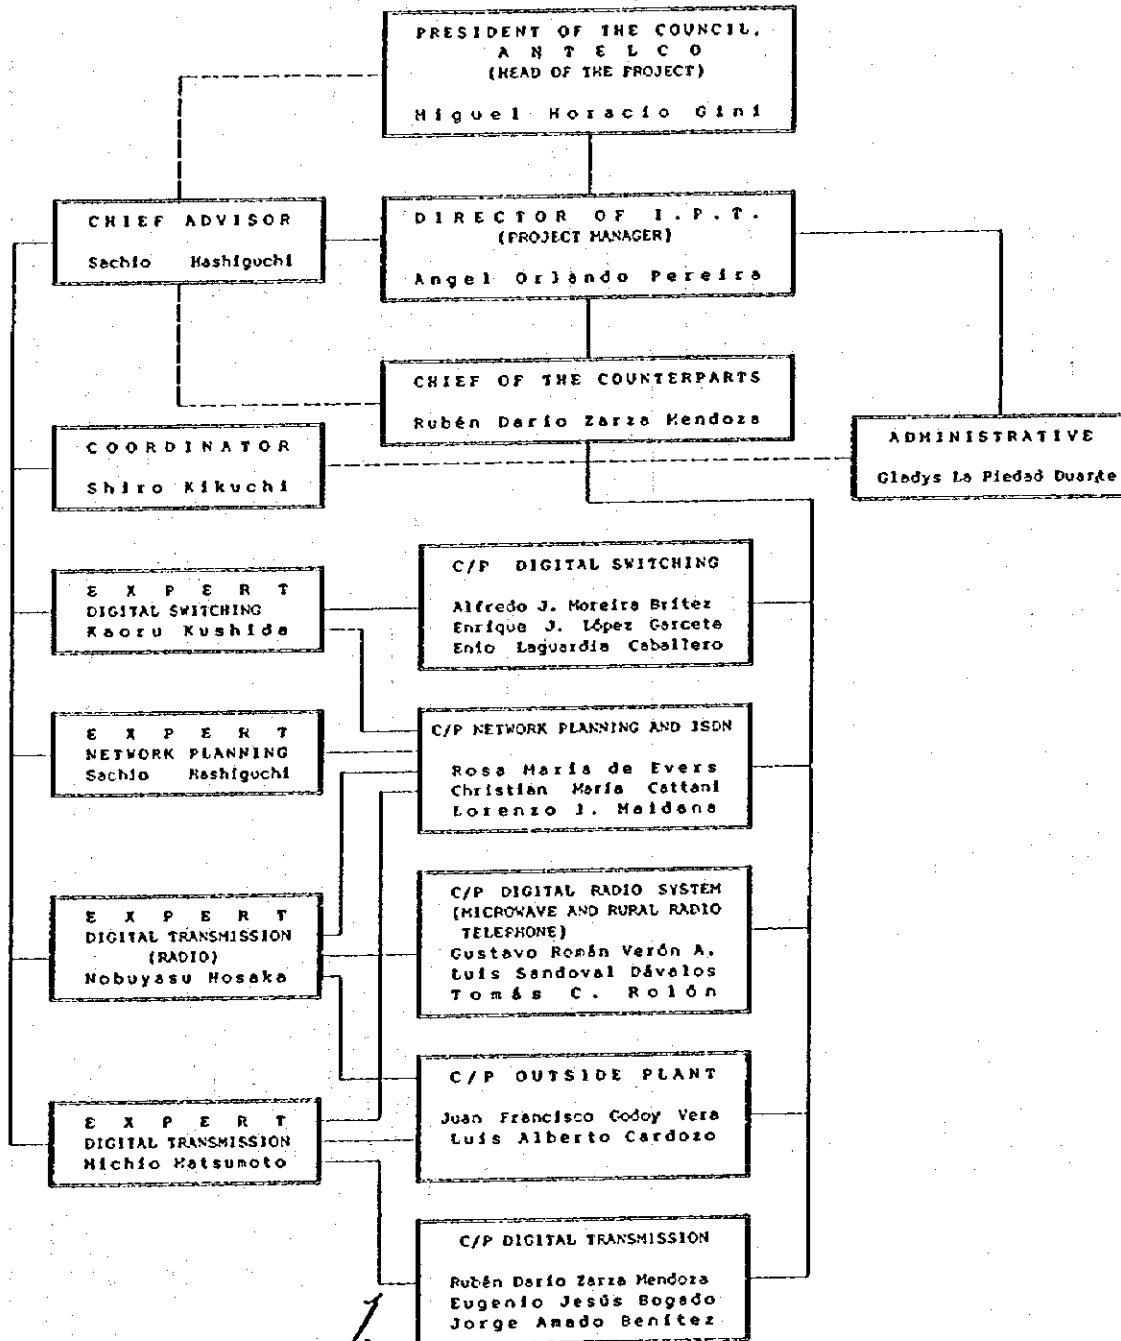 PRESIDENT OF THE COUNCIL,
A N T E L C O
(HEAD OF THE PROJECT)
Miguel Horacio Gini
CHIEF ADVISOR
Sachio Hashiguchi
DIRECTOR OF I.P.T.
(PROJECT MANAGER)
Angel Orlando Pereira
CHIEF OF THE COUNTERPARTS
Rubén Darío Zarza Mendoza
COORDINATOR
Shiro Kikuchi
ADMINISTRATIVE
Gladys La Piedad Duarte
E X P E R T
DIGITAL SWITCHING
Kaoru Kushida
C/P DIGITAL SWITCHING
Alfredo J. Moreira Britez
Enrique J. López Garcete
Enio Laguardia Caballero
E X P E R T
NETWORK PLANNING
Sachio Hashiguchi
C/P NETWORK PLANNING AND ISDN
Rosa María de Evers
Christian María Cattani
Lorenzo J. Maidana
E X P E R T
DIGITAL TRANSMISSION
(RADIO)
Nobuyasu Hosaka
C/P DIGITAL RADIO SYSTEM
(MICROWAVE AND RURAL RADIO
TELEPHONE)
Gustavo Román Verón A.
Luis Sandoval Dávalos
Tomás C. Rolón
E X P E R T
DIGITAL TRANSMISSION
Michio Matsumoto
C/P OUTSIDE PLANT
Juan Francisco Godoy Vera
Luis Alberto Cardozo
C/P DIGITAL TRANSMISSION
Rubén Darío Zarza Mendoza
Eugenio Jesús Bogado
Jorge Amado Benítez